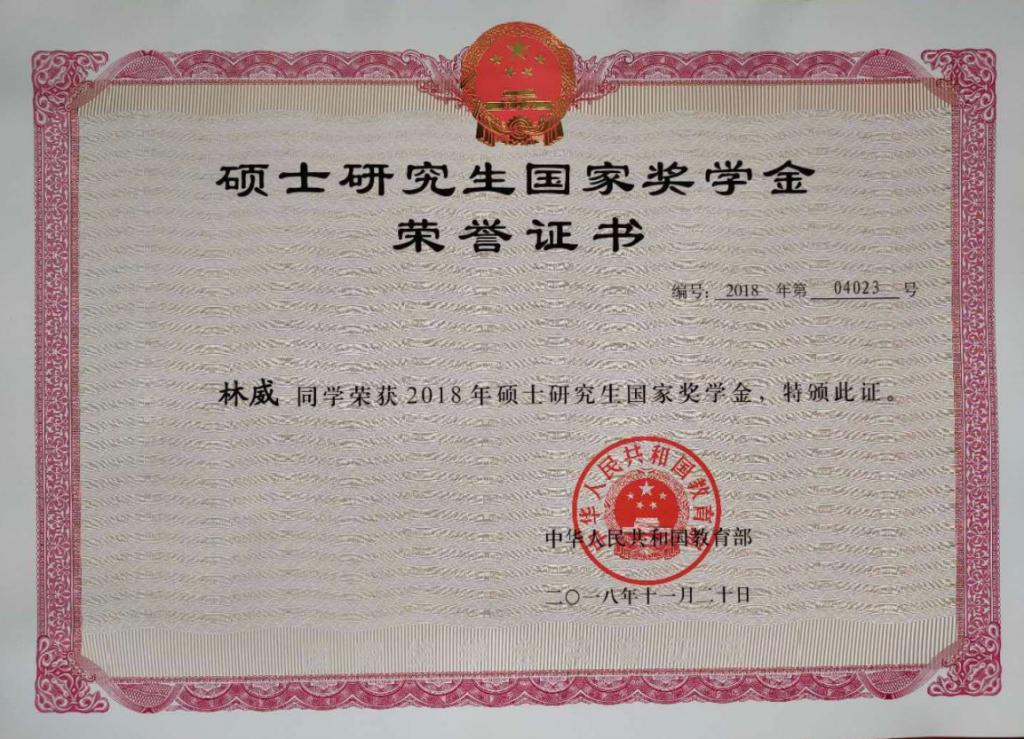 硕士研究生国家奖学金
荣誉证书
编号: 2018 年第 04023 号
林威 同学荣获2018年硕士研究生国家奖学金，特颁此证。
中华人民共和国教育部
中华人民共和国教育部
二〇一八年十一月二十日